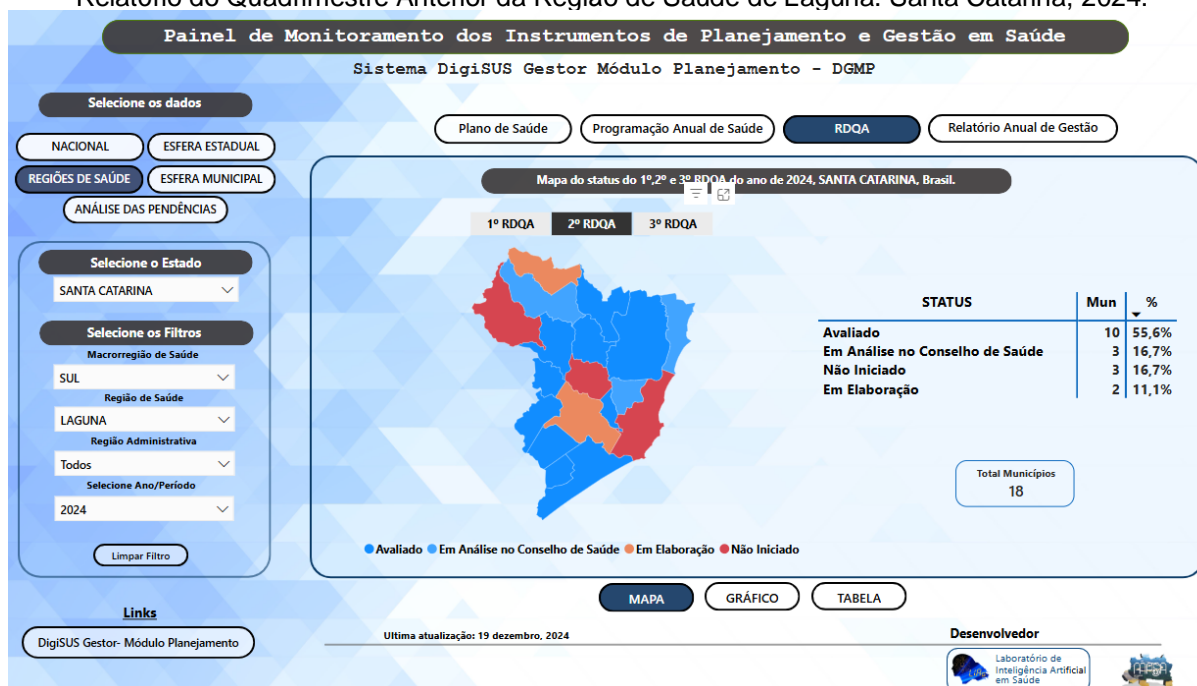 Relatório do Quadrimestre Anterior da Região de Saúde de Laguna. Santa Catarina, 2024.
Painel de Monitoramento dos Instrumentos de Planejamento e Gestão em Saúde
Sistema DigiSUS Gestor Módulo Planejamento - DGMP
Selecione os dados
NACIONAL
ESFERA ESTADUAL
REGIÕES DE SAÚDE
ESFERA MUNICIPAL
ANÁLISE DAS PENDÊNCIAS
Plano de Saúde
Programação Anual de Saúde
RDQA
Relatório Anual de Gestão
Selecione o Estado
SANTA CATARINA
Selecione os Filtros
Macrorregião de Saúde
SUL
Região de Saúde
LAGUNA
Região Administrativa
Todos
Selecione Ano/Período
2024
Limpar Filtro
Links
DigiSUS Gestor- Módulo Planejamento
Mapa do status do 1º,2º e 3º RDQA do ano de 2024, SANTA CATARINA, Brasil.
1º RDQA 2º RDQA 3º RDQA
STATUS Mun %
Avaliado 10 55,6%
Em Análise no Conselho de Saúde 3 16,7%
Não Iniciado 3 16,7%
Em Elaboração 2 11,1%
Total Municípios
18
Avaliado Em Análise no Conselho de Saúde Em Elaboração Não Iniciado
MAPA
GRÁFICO
TABELA
Ultima atualização: 19 dezembro, 2024
Desenvolvedor
Laboratório de
Inteligência Artificial
em Saúde